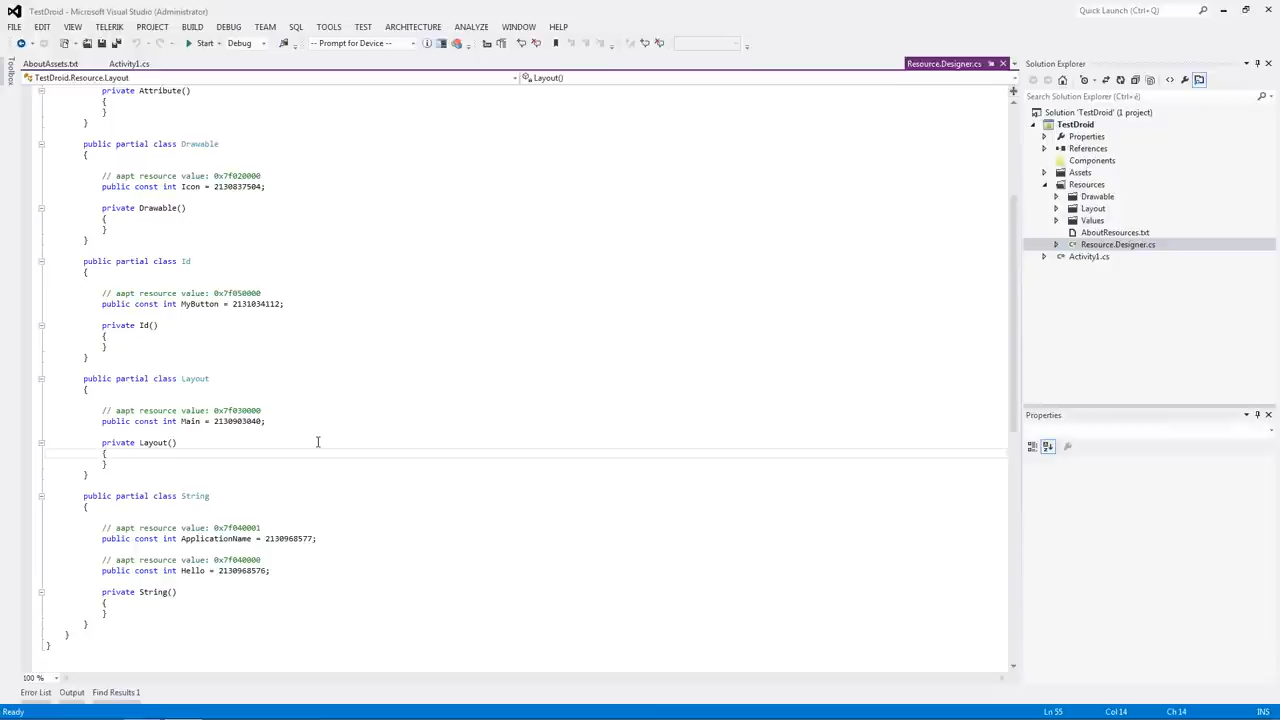 TestDroid - Microsoft Visual Studio (Administrator)
Quick Launch (Ctrl+ù)
FILE EDIT VIEW TELERIK PROJECT BUILD DEBUG TEAM SQL TOOLS TEST ARCHITECTURE ANALYZE WINDOW HELP
Start Debug -- Prompt for Device --
Toolbox
AboutAssets.txt Activity1.cs Resource.Designer.cs
TestDroid.Resource.Layout Layout()
private Attribute()
{
}
}
public partial class Drawable
{
// aapt resource value: 0x7f020000
public const int Icon = 2130837504;
private Drawable()
{
}
}
public partial class Id
{
// aapt resource value: 0x7f050000
public const int MyButton = 2131034112;
private Id()
{
}
}
public partial class Layout
{
// aapt resource value: 0x7f030000
public const int Main = 2130903040;
private Layout()
{
}
}
public partial class String
{
// aapt resource value: 0x7f040001
public const int ApplicationName = 2130968577;
// aapt resource value: 0x7f040000
public const int Hello = 2130968576;
private String()
{
}
}
}
}
100 %
Error List Output Find Results 1
Solution Explorer
Search Solution Explorer (Ctrl+è)
Solution 'TestDroid' (1 project)
TestDroid
Properties
References
Components
Assets
Resources
Drawable
Layout
Values
AboutResources.txt
Resource.Designer.cs
Activity1.cs
Properties
Ready Ln 55 Col 14 Ch 14 INS